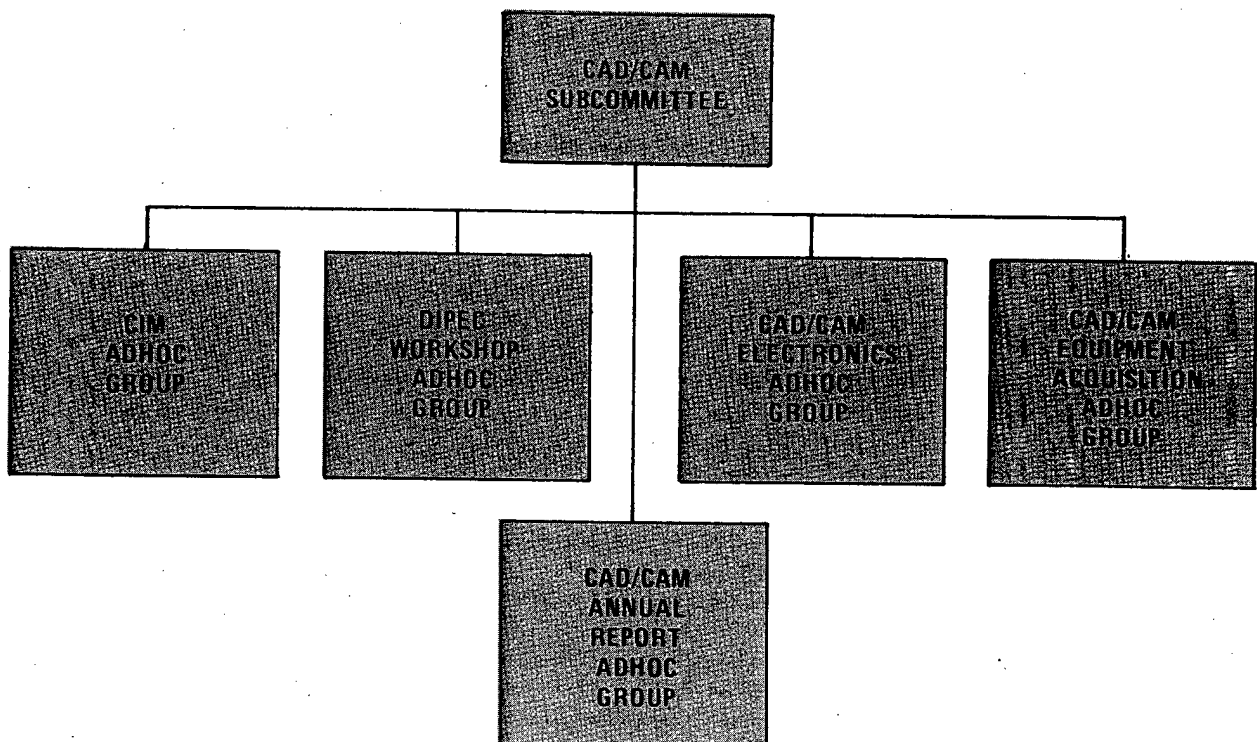 CAD/CAM
SUBCOMMITTEE
CIM
ADHOC
GROUP
DIPEC
WORKSHOP
ADHOC
GROUP
CAD/CAM
ELECTRONICS
ADHOC
GROUP
CAD/CAM
EQUIPMENT
ACQUISITION
ADHOC
GROUP
CAD/CAM
ANNUAL
REPORT
ADHOC
GROUP